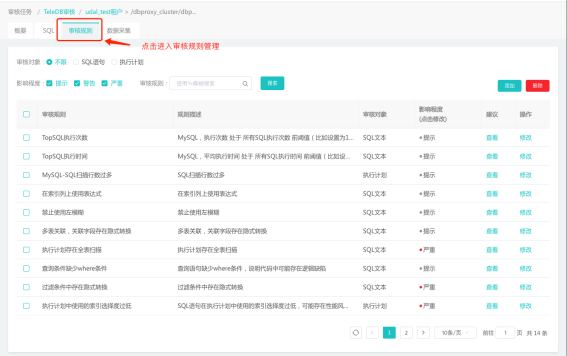 审核任务 / TeleDB审核 / udal_test租户 > /dbproxy_cluster/dbp...
概要 SQL 审核规则 数据采集
点击进入审核规则管理
审核对象： 不限 SQL语句 执行计划
影响程度： 提示 警告 严重 审核规则： 使用%模糊搜索 搜索 添加 删除
审核规则 规则描述 审核对象 影响程度 (点击修改) 建议 操作
TopSQL执行次数 MySQL，执行次数 处于 所有SQL执行次数 前阈值（比如设置为1... SQL文本 提示 查看 修改
TopSQL执行时间 MySQL，平均执行时间 处于 所有SQL执行时间 前阈值（比如设... SQL文本 提示 查看 修改
MySQL-SQL扫描行数过多 SQL扫描行数过多 执行计划 提示 查看 修改
在索引列上使用表达式 在索引列上使用表达式 SQL文本 提示 查看 修改
禁止使用左模糊 禁止使用左模糊 SQL文本 提示 查看 修改
多表关联，关联字段存在隐式转换 多表关联，关联字段存在隐式转换 SQL文本 提示 查看 修改
执行计划存在全表扫描 执行计划存在全表扫描 SQL文本 严重 查看 修改
查询条件缺少where条件 查询语句缺少where条件，说明代码中可能存在逻辑缺陷 SQL文本 提示 查看 修改
过滤条件中存在隐式转换 过滤条件中存在隐式转换 SQL文本 严重 查看 修改
执行计划中使用的索引选择度过低 SQL语句在执行计划中使用的索引选择度过低，可能存在性能风... 执行计划 严重 查看 修改
1 2 10条/页 前往 1 页 共 14 条